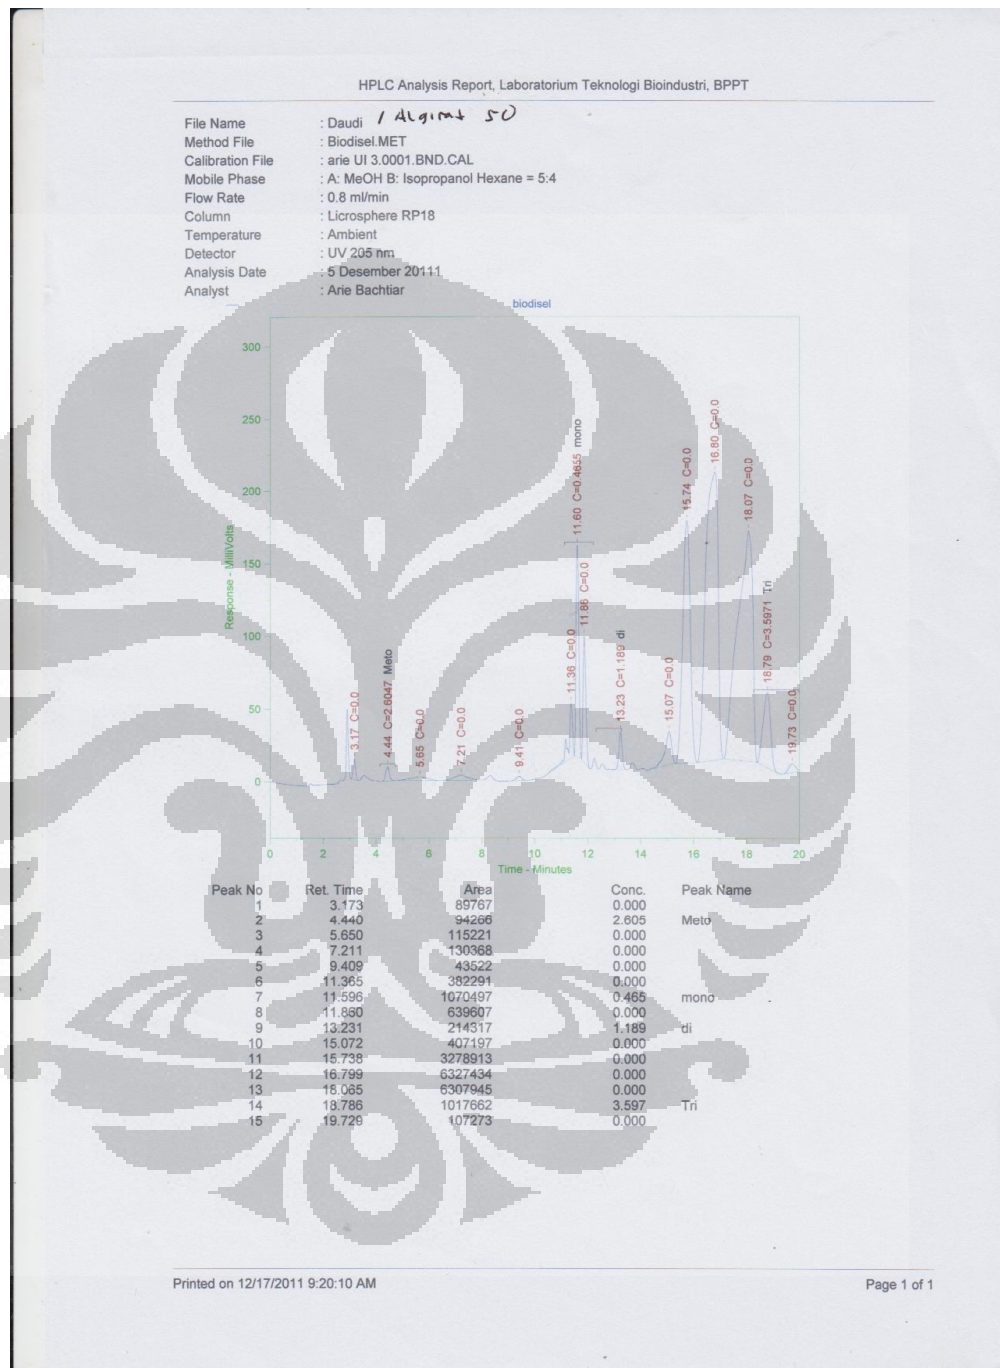 HPLC Analysis Report, Laboratorium Teknologi Bioindustri, BPPT
File Name : Daudi / Alginat 50
Method File : Biodisel.MET
Calibration File : arie UI 3.0001.BND.CAL
Mobile Phase : A: MeOH B: Isopropanol Hexane = 5:4
Flow Rate : 0.8 ml/min
Column : Licrosphere RP18
Temperature : Ambient
Detector : UV 205 nm
Analysis Date : 5 Desember 20111
Analyst : Arie Bachtiar
biodisel
Response - MilliVolts
300
250
200
150
100
50
0
3.17 C=0.0
4.44 C=2.6047 Meto
5.65 C=0.0
7.21 C=0.0
9.41 C=0.0
11.36 C=0.0
11.60 C=0.4655 mono
11.86 C=0.0
13.23 C=1.189 di
15.07 C=0.0
15.74 C=0.0
16.80 C=0.0
18.07 C=0.0
18.79 C=3.5971 Tri
19.73 C=0.0
0 2 4 6 8 10 12 14 16 18 20
Time - Minutes
Peak No Ret. Time Area Conc. Peak Name
1 3.173 89767 0.000
2 4.440 94266 2.605 Meto
3 5.650 115221 0.000
4 7.211 130368 0.000
5 9.409 43522 0.000
6 11.365 382291 0.000
7 11.596 1070497 0.465 mono
8 11.860 639607 0.000
9 13.231 214317 1.189 di
10 15.072 407197 0.000
11 15.738 3278913 0.000
12 16.799 6327434 0.000
13 18.065 6307945 0.000
14 18.786 1017662 3.597 Tri
15 19.729 107273 0.000
Printed on 12/17/2011 9:20:10 AM Page 1 of 1